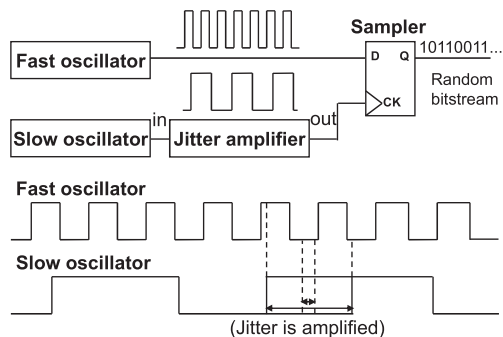 Sampler
Fast oscillator
D Q
10110011...
Random
bitstream
CK
in
out
Slow oscillator
Jitter amplifier
Fast oscillator
Slow oscillator
(Jitter is amplified)